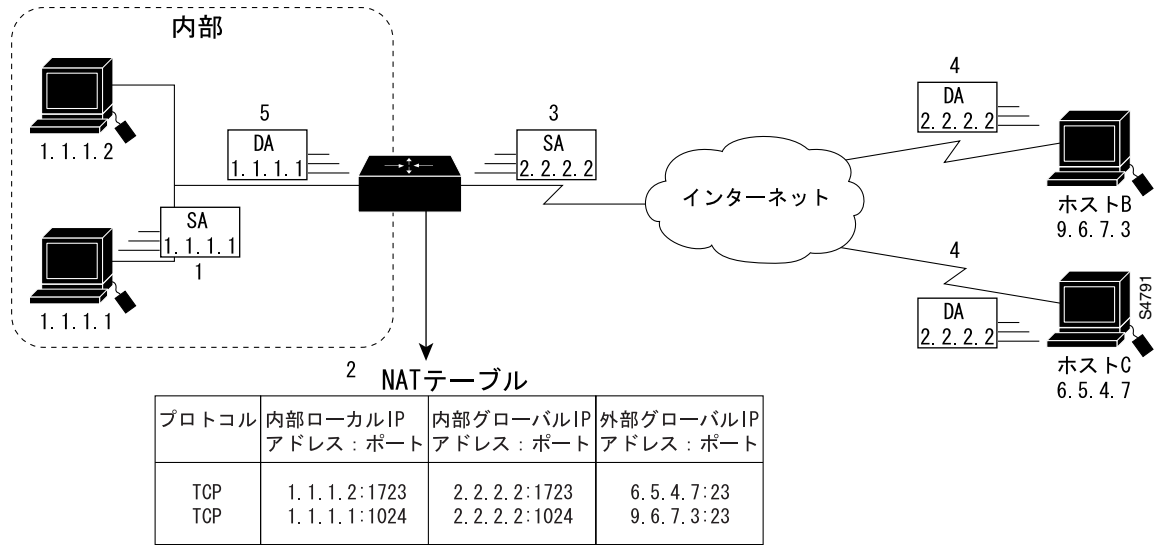 内部
1.1.1.2
5
DA
1.1.1.1
3
SA
2.2.2.2
4
DA
2.2.2.2
インターネット
ホストB
9.6.7.3
SA
1.1.1.1
1
1.1.1.1
4
DA
2.2.2.2
ホストC
6.5.4.7
S4791
2
NATテーブル
プロトコル
内部ローカルIP
アドレス：ポート
内部グローバルIP
アドレス：ポート
外部グローバルIP
アドレス：ポート
TCP 1.1.1.2:1723 2.2.2.2:1723 6.5.4.7:23
TCP 1.1.1.1:1024 2.2.2.2:1024 9.6.7.3:23